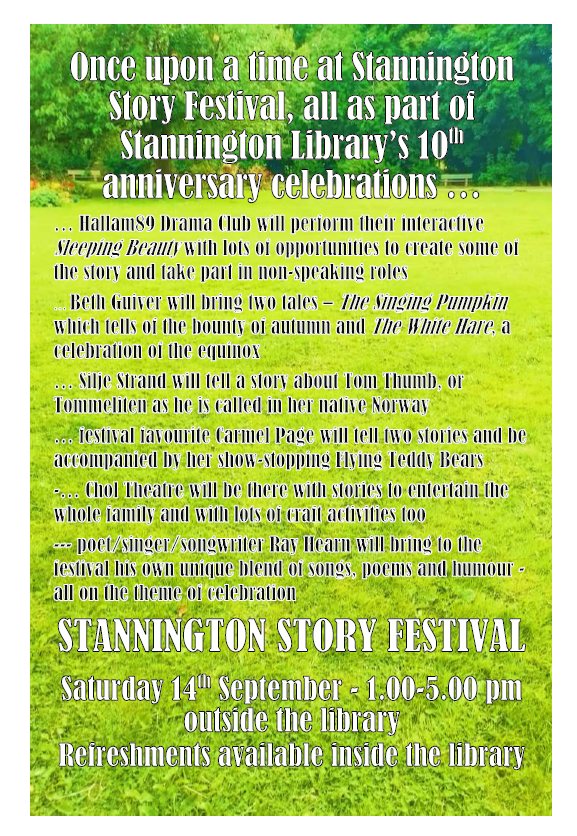 Once upon a time at Stannington
Story Festival, all as part of
Stannington Library's 10th
anniversary celebrations …
… Hallam89 Drama Club will perform their interactive
Sleeping Beauty with lots of opportunities to create some of
the story and take part in non-speaking roles
… Beth Guiver will bring two tales – The Singing Pumpkin
which tells of the bounty of autumn and The White Hare, a
celebration of the equinox
… Silje Strand will tell a story about Tom Thumb, or
Tommeliten as he is called in her native Norway
… festival favourite Carmel Page will tell two stories and be
accompanied by her show-stopping Flying Teddy Bears
-… Chol Theatre will be there with stories to entertain the
whole family and with lots of craft activities too
--- poet/singer/songwriter Ray Hearn will bring to the
festival his own unique blend of songs, poems and humour -
all on the theme of celebration
STANNINGTON STORY FESTIVAL
Saturday 14th September - 1.00-5.00 pm
outside the library
Refreshments available inside the library